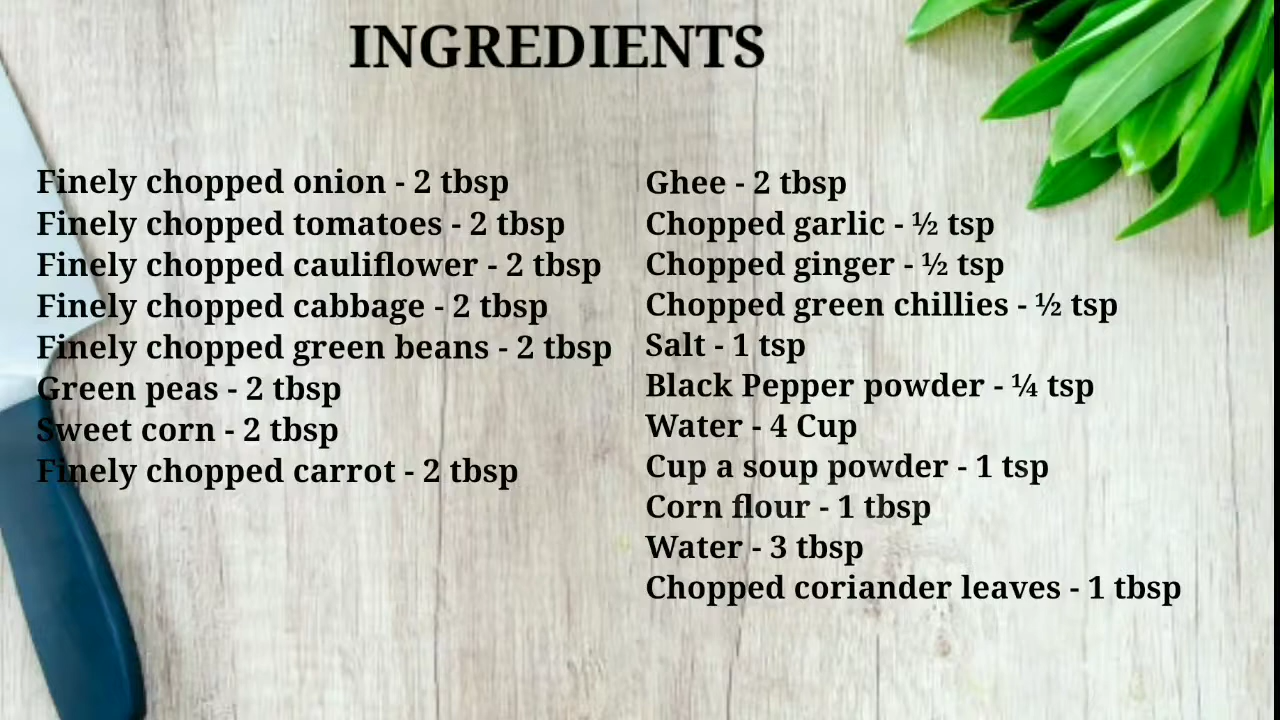 INGREDIENTS
Finely chopped onion - 2 tbsp
Finely chopped tomatoes - 2 tbsp
Finely chopped cauliflower - 2 tbsp
Finely chopped cabbage - 2 tbsp
Finely chopped green beans - 2 tbsp
Green peas - 2 tbsp
Sweet corn - 2 tbsp
Finely chopped carrot - 2 tbsp
Ghee - 2 tbsp
Chopped garlic - ½ tsp
Chopped ginger - ½ tsp
Chopped green chillies - ½ tsp
Salt - 1 tsp
Black Pepper powder - ¼ tsp
Water - 4 Cup
Cup a soup powder - 1 tsp
Corn flour - 1 tbsp
Water - 3 tbsp
Chopped coriander leaves - 1 tbsp